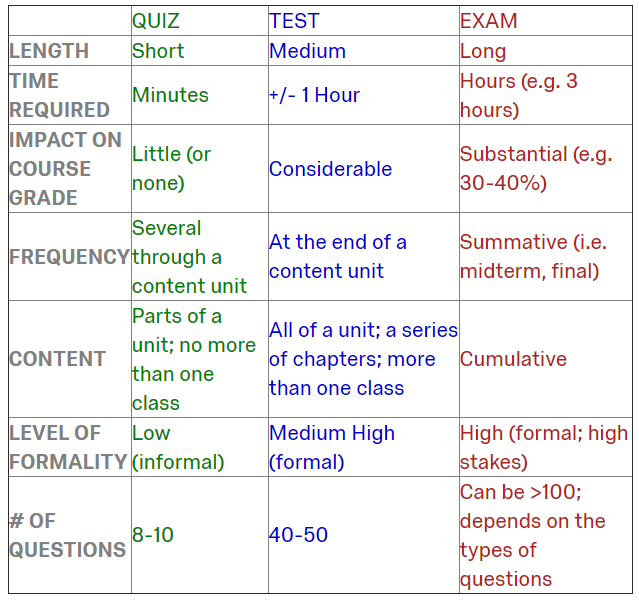 QUIZ TEST EXAM
LENGTH Short Medium Long
TIME
REQUIRED
Minutes
+/- 1 Hour
Hours (e.g. 3
hours)
IMPACT ON
COURSE
GRADE
Little (or
none)
Considerable
Substantial (e.g.
30-40%)
FREQUENCY
Several
through a
content unit
At the end of a
content unit
Summative (i.e.
midterm, final)
CONTENT
Parts of a
unit; no more
than one
class
All of a unit; a series
of chapters; more
than one class
Cumulative
LEVEL OF
FORMALITY
Low
(informal)
Medium High
(formal)
High (formal; high
stakes)
# OF
QUESTIONS
8-10
40-50
Can be >100;
depends on the
types of
questions